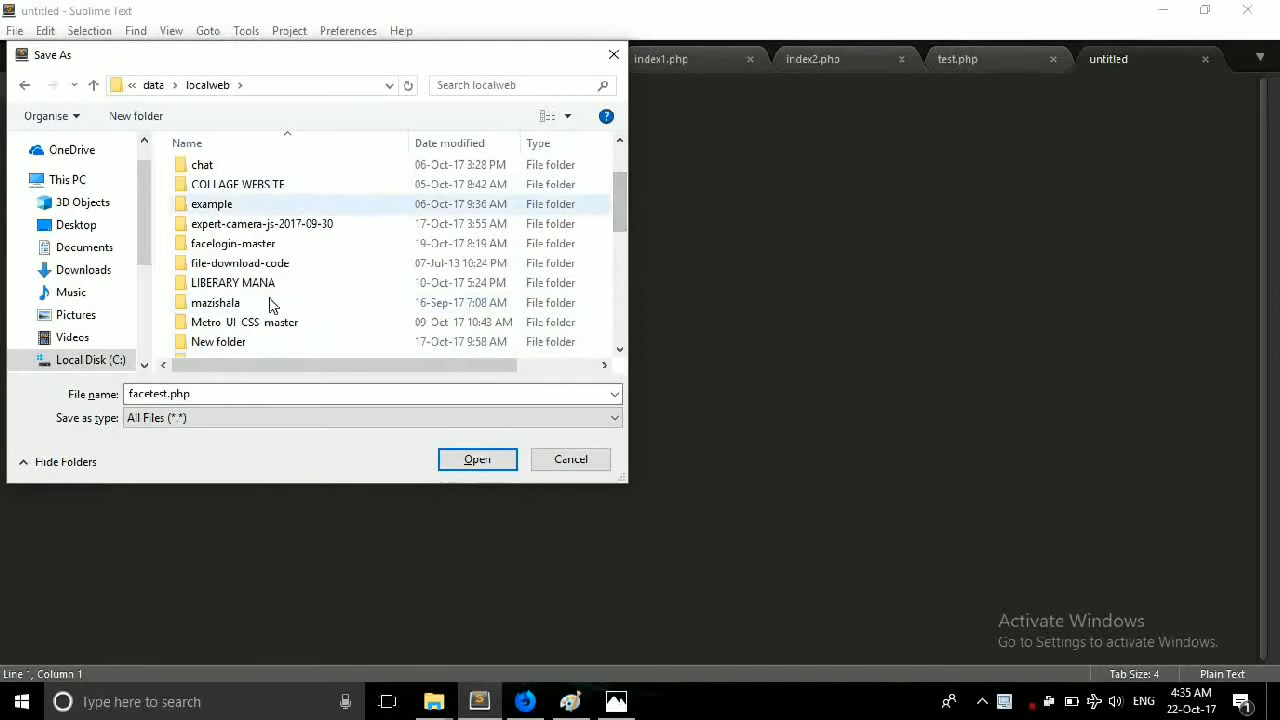 untitled - Sublime Text
File Edit Selection Find View Goto Tools Project Preferences Help
Save As
index1.php
index2.php
test.php
untitled
« data › localweb ›
Search localweb
Organise
New folder
Name Date modified Type
OneDrive
This PC
3D Objects
Desktop
Documents
Downloads
Music
Pictures
Videos
Local Disk (C:)
chat 06-Oct-17 3:28 PM File folder
COLLAGE WEBSITE 05-Oct-17 8:42 AM File folder
example 06-Oct-17 9:36 AM File folder
expert-camera-js-2017-09-30 17-Oct-17 3:55 AM File folder
facelogin-master 19-Oct-17 8:19 AM File folder
file-download-code 07-Jul-13 10:24 PM File folder
LIBERARY MANA 10-Oct-17 5:24 PM File folder
mazishala 16-Sep-17 7:08 AM File folder
Metro-UI-CSS-master 09-Oct-17 10:43 AM File folder
New folder 17-Oct-17 9:58 AM File folder
File name: facetest.php
Save as type: All Files (*.*)
Hide Folders
Open
Cancel
Activate Windows
Go to Settings to activate Windows.
Line 1, Column 1
Tab Size: 4
Plain Text
Type here to search
ENG
4:35 AM
22-Oct-17
1